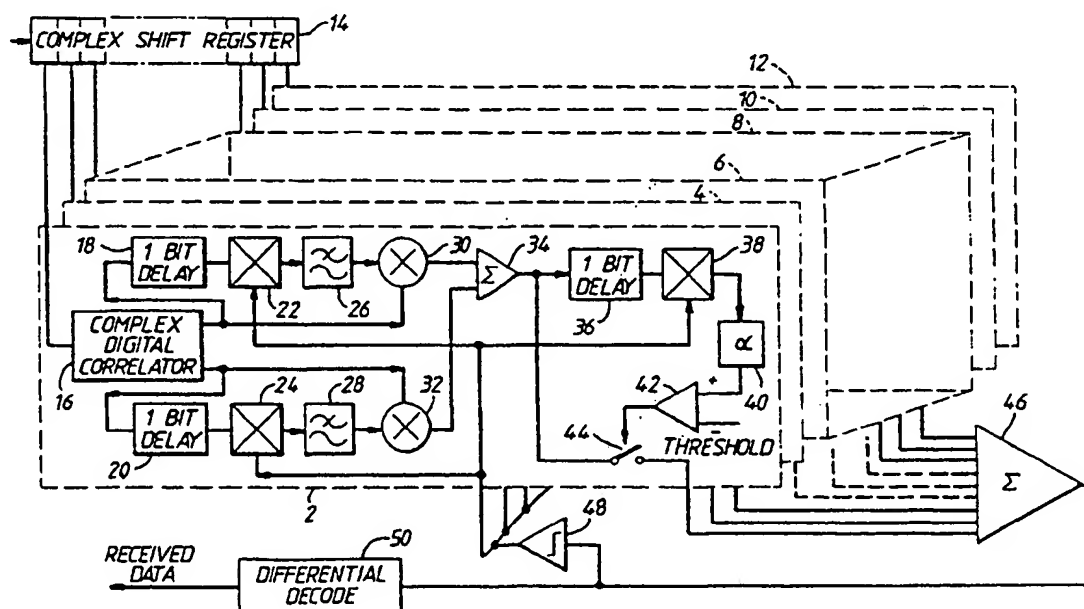 COMPLEX SHIFT REGISTER
14
12
10
8
6
4
18
1 BIT DELAY
22
26
30
34
Σ
1 BIT DELAY
36
38
COMPLEX DIGITAL CORRELATOR
16
α
40
42
+
-
THRESHOLD
44
24
28
32
1 BIT DELAY
20
2
46
Σ
48
50
RECEIVED DATA
DIFFERENTIAL DECODE